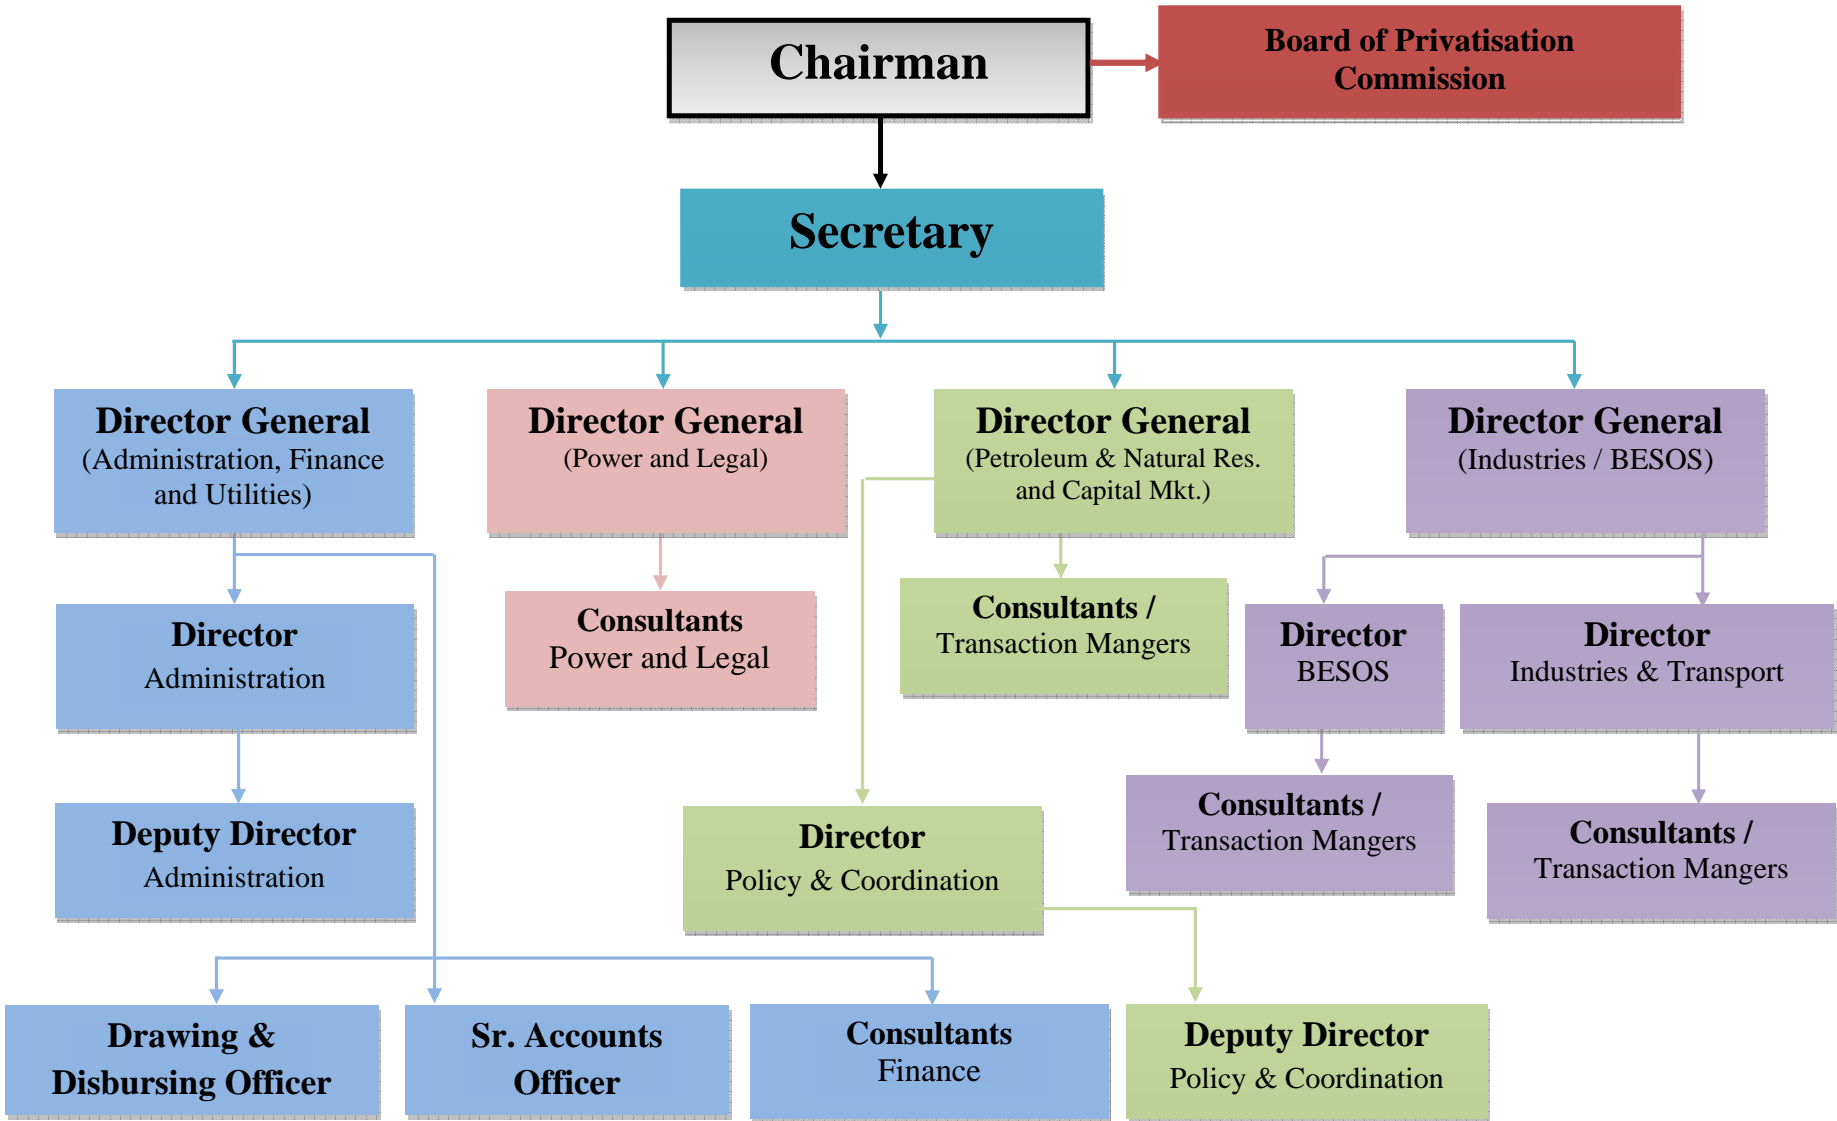 Chairman
Board of Privatisation
Commission
Secretary
Director General
(Administration, Finance
and Utilities)
Director General
(Power and Legal)
Director General
(Petroleum & Natural Res.
and Capital Mkt.)
Director General
(Industries / BESOS)
Director
Administration
Consultants
Power and Legal
Consultants /
Transaction Mangers
Director
BESOS
Director
Industries & Transport
Deputy Director
Administration
Director
Policy & Coordination
Consultants /
Transaction Mangers
Consultants /
Transaction Mangers
Drawing &
Disbursing Officer
Sr. Accounts
Officer
Consultants
Finance
Deputy Director
Policy & Coordination